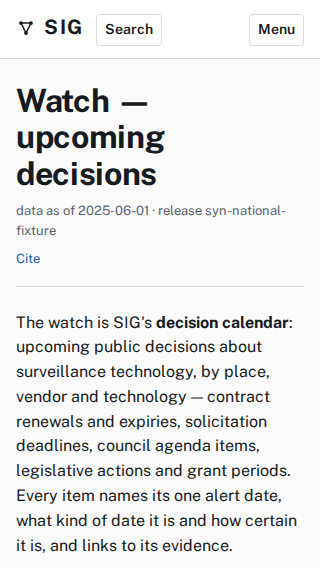 SIG
Search
Menu
Watch —
upcoming
decisions
data as of 2025-06-01 · release syn-national-
fixture
Cite
The watch is SIG's decision calendar:
upcoming public decisions about
surveillance technology, by place,
vendor and technology — contract
renewals and expiries, solicitation
deadlines, council agenda items,
legislative actions and grant periods.
Every item names its one alert date,
what kind of date it is and how certain
it is, and links to its evidence.